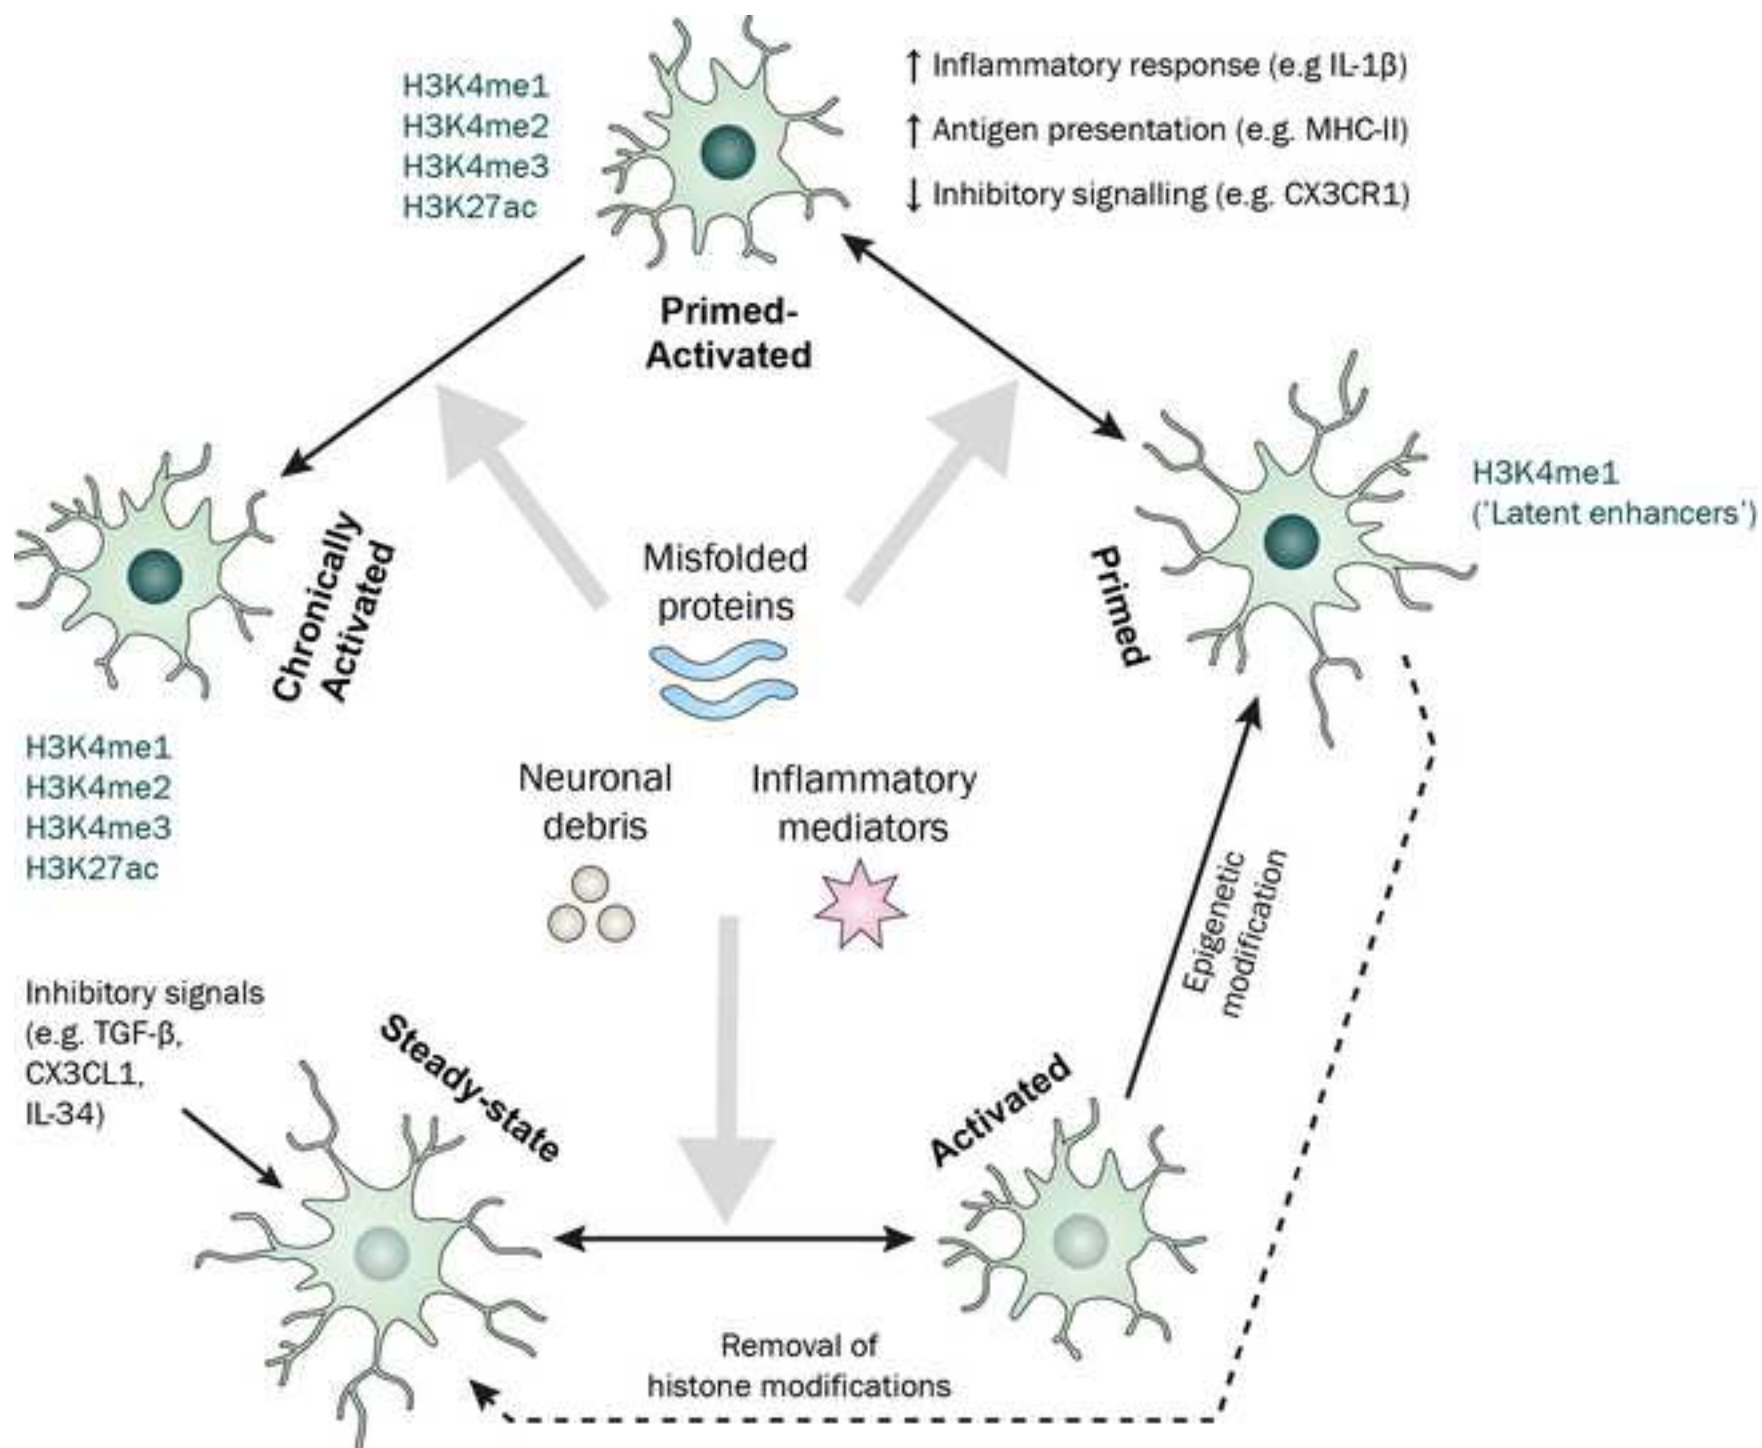 H3K4me1
H3K4me2
H3K4me3
H3K27ac
↑ Inflammatory response (e.g IL-1β)
↑ Antigen presentation (e.g. MHC-II)
↓ Inhibitory signalling (e.g. CX3CR1)
Primed-
Activated
H3K4me1
('Latent enhancers')
Primed
Chronically
Activated
Misfolded
proteins
H3K4me1
H3K4me2
H3K4me3
H3K27ac
Neuronal
debris
Inflammatory
mediators
Epigenetic
modification
Inhibitory signals
(e.g. TGF-β,
CX3CL1,
IL-34)
Steady-state
Activated
Removal of
histone modifications